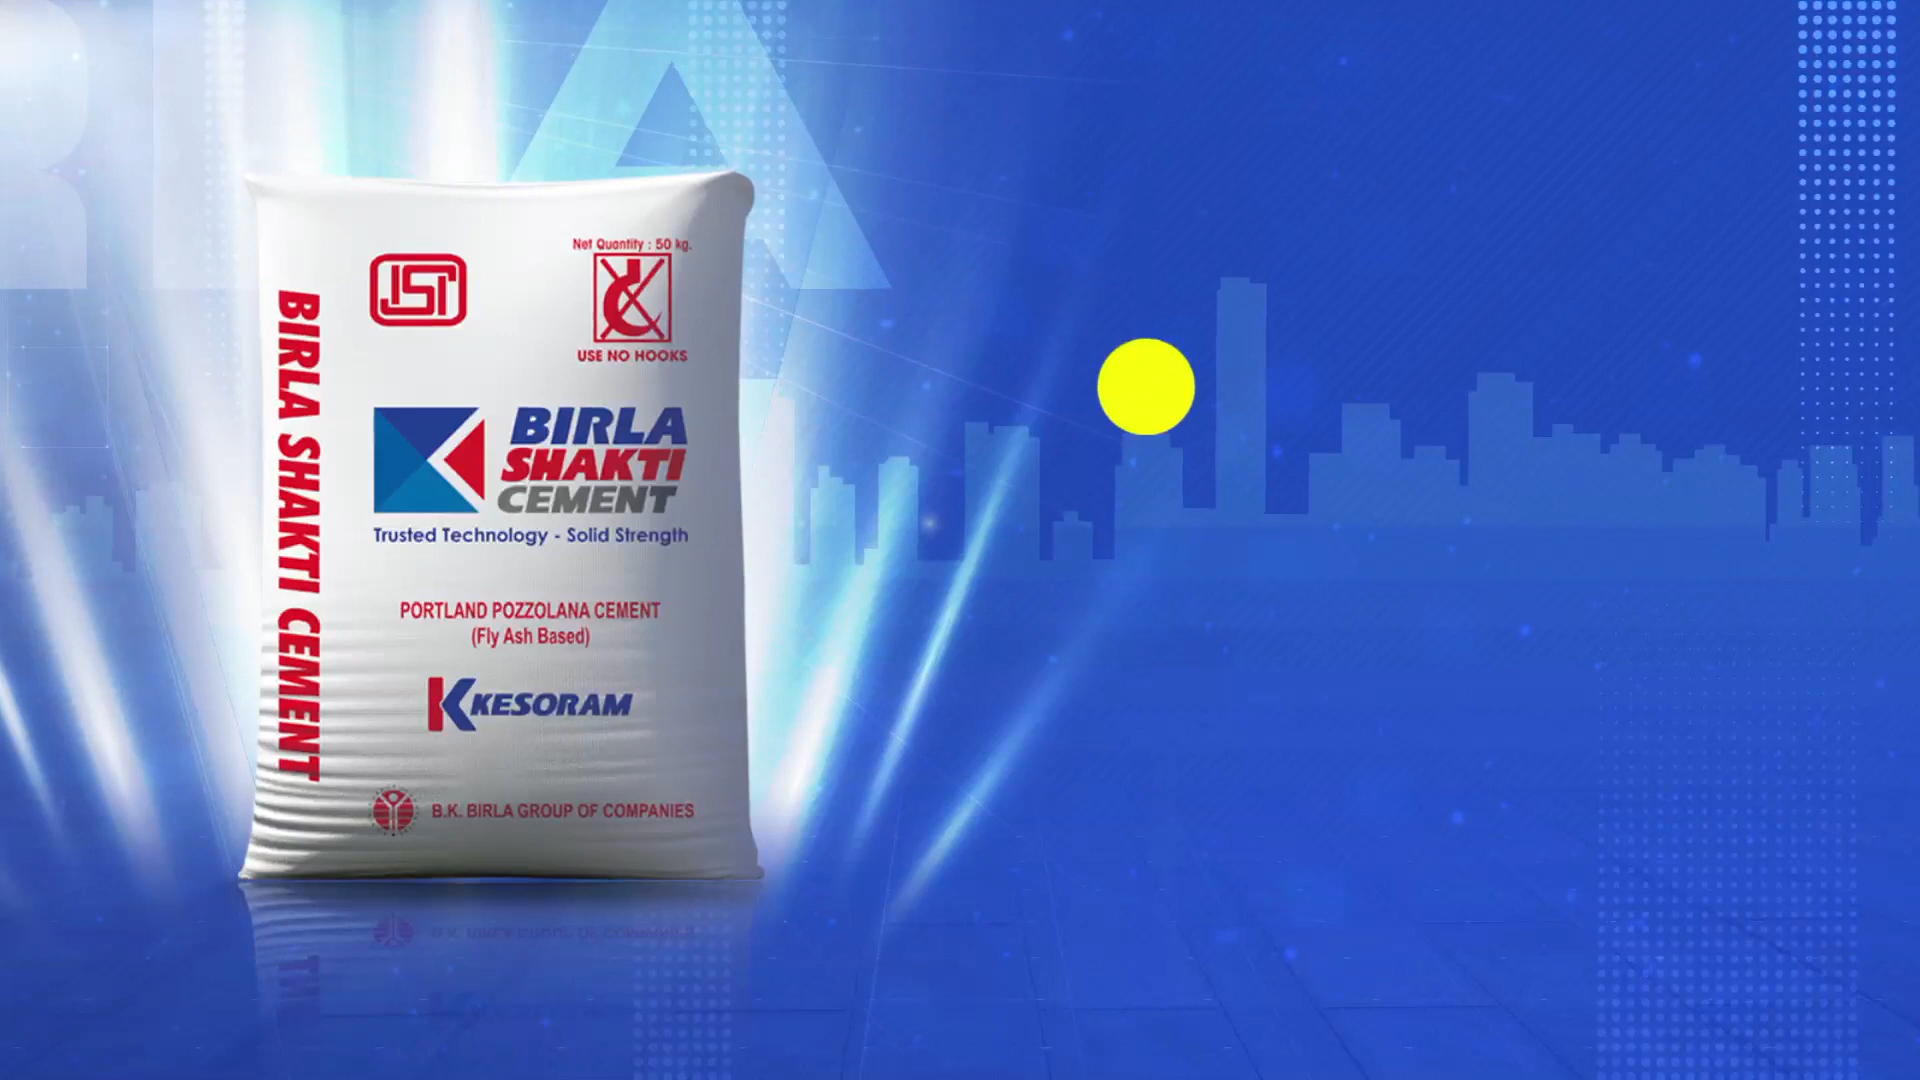 Net Quantity : 50 kg.
ISI
USE NO HOOKS
BIRLA SHAKTI CEMENT
BIRLA
SHAKTI
CEMENT
Trusted Technology - Solid Strength
PORTLAND POZZOLANA CEMENT
(Fly Ash Based)
KESORAM
B.K. BIRLA GROUP OF COMPANIES